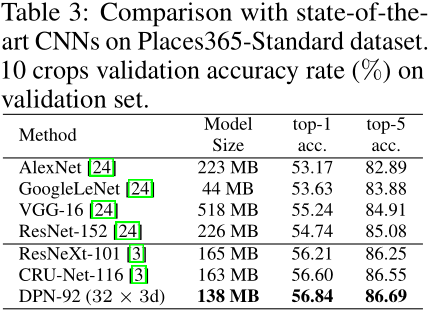 Table 3: Comparison with state-of-the-
art CNNs on Places365-Standard dataset.
10 crops validation accuracy rate (%) on
validation set.
Method Model Size top-1 acc. top-5 acc.
AlexNet [24] 223 MB 53.17 82.89
GoogleLeNet [24] 44 MB 53.63 83.88
VGG-16 [24] 518 MB 55.24 84.91
ResNet-152 [24] 226 MB 54.74 85.08
ResNeXt-101 [3] 165 MB 56.21 86.25
CRU-Net-116 [3] 163 MB 56.60 86.55
DPN-92 (32 × 3d) 138 MB 56.84 86.69